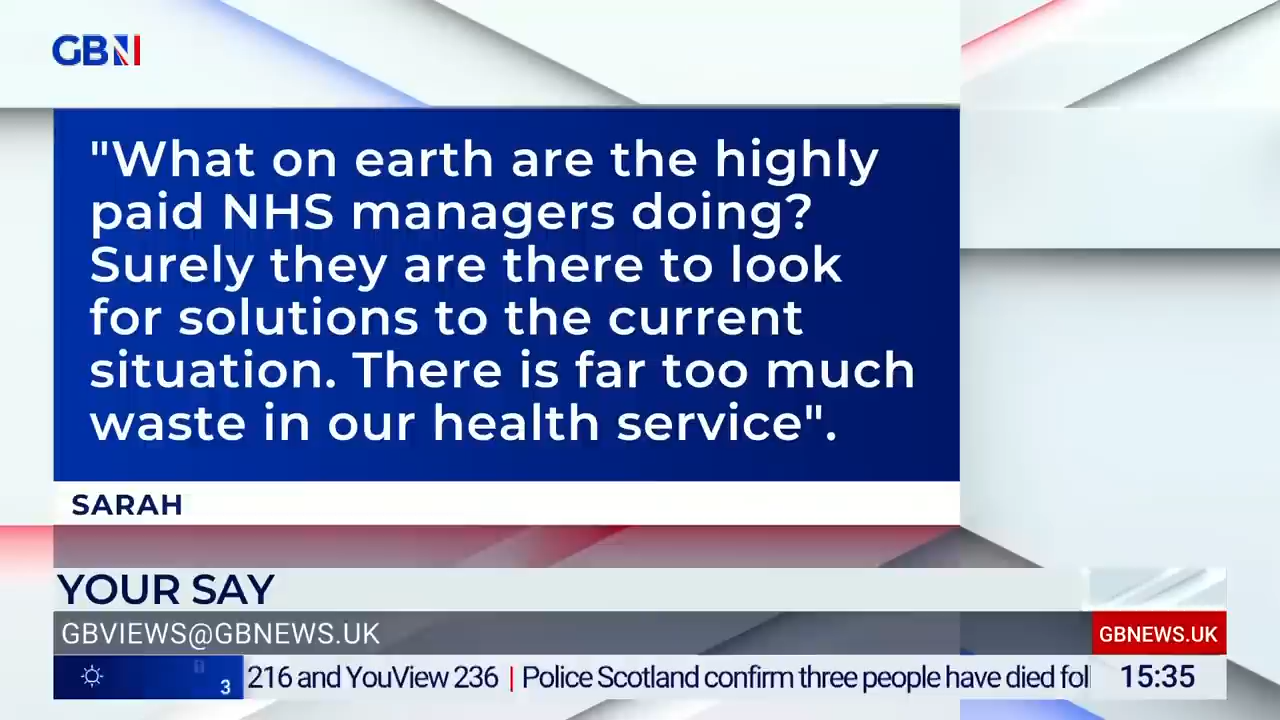 GBN
"What on earth are the highly
paid NHS managers doing?
Surely they are there to look
for solutions to the current
situation. There is far too much
waste in our health service".
SARAH
YOUR SAY
GBVIEWS@GBNEWS.UK
GBNEWS.UK
3
216 and YouView 236 | Police Scotland confirm three people have died fol
15:35